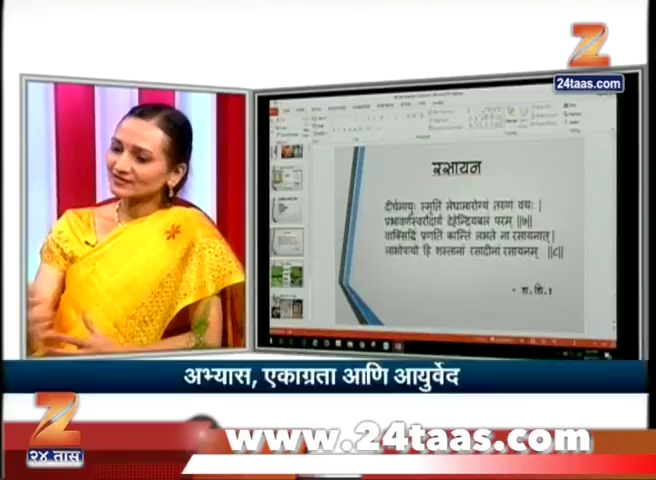 24taas.com
रसायन
दीर्घमायुः स्मृति मेधामारोग्यं तरुणं वयः |
प्रभावर्णस्वरौदार्यं देहेन्द्रियबलं परम् ||७||
वाक्सिद्धिं प्रणतिं कान्तिं लभते ना रसायनात् |
लाभोपायो हि शस्तानां रसादीनां रसायनम् ||८||
- च.चि.१
अभ्यास, एकाग्रता आणि आयुर्वेद
www.24taas.com
२४ तास